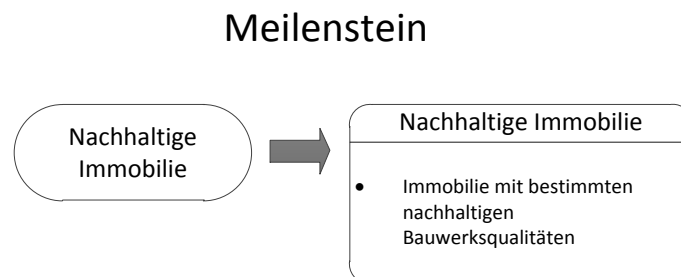 Meilenstein
Nachhaltige
Immobilie
Nachhaltige Immobilie
• Immobilie mit bestimmten
nachhaltigen
Bauwerksqualitäten